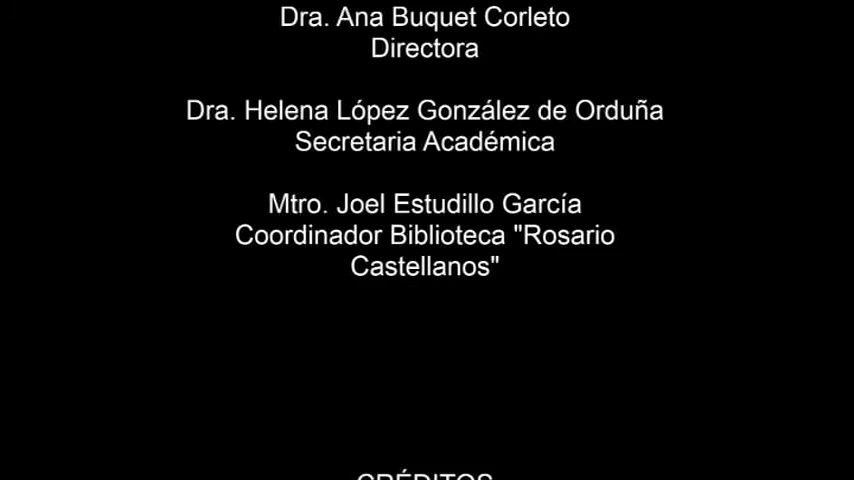 Dra. Ana Buquet Corleto
Directora
Dra. Helena López González de Orduña
Secretaria Académica
Mtro. Joel Estudillo García
Coordinador Biblioteca "Rosario
Castellanos"
CRÉDITOS